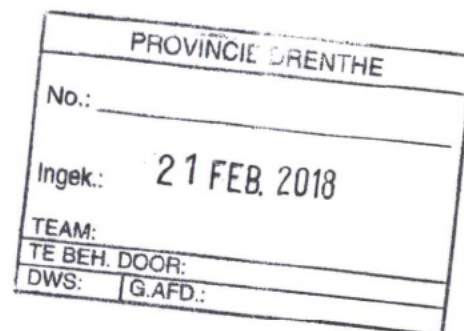 PROVINCIE DRENTHE
No.:
Ingek.: 21 FEB. 2018
TEAM:
TE BEH. DOOR:
DWS: G.AFD.: